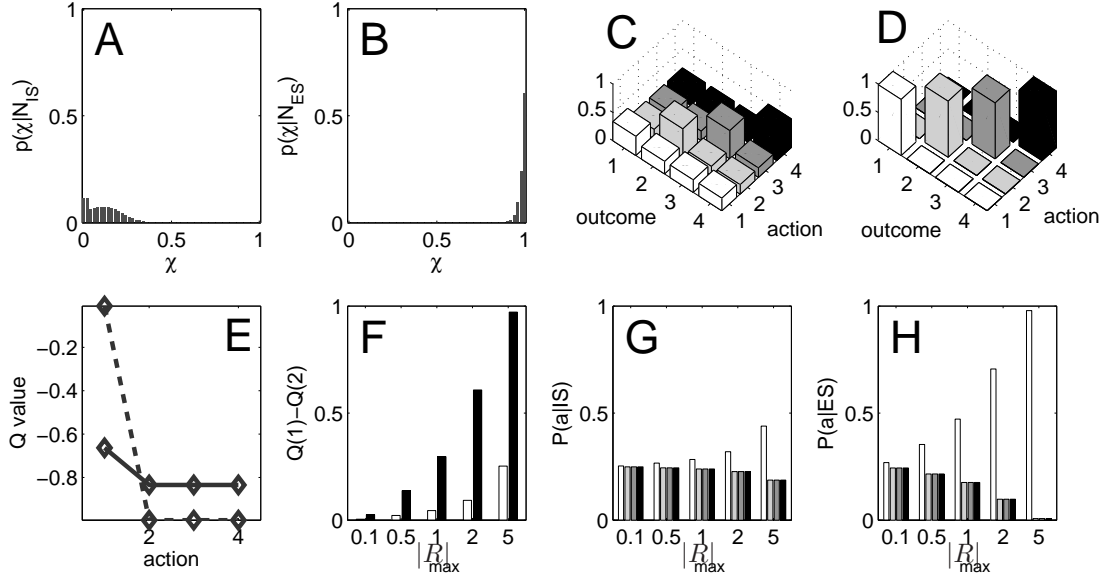 A
p(χ|N_IS)
1
0.5
0
0 0.5 1
χ
B
p(χ|N_ES)
1
0.5
0
0 0.5 1
χ
C
1
0.5
0
1
2
3
4
outcome
1
2
3
4
action
D
1
0.5
0
1
2
3
4
outcome
1
2
3
4
action
E
Q value
−0.2
−0.4
−0.6
−0.8
2 4
action
F
Q(1)−Q(2)
1
0.5
0
0.1 0.5 1 2 5
|R|max
G
P(a|IS)
1
0.5
0
0.1 0.5 1 2 5
|R|max
H
P(a|ES)
1
0.5
0
0.1 0.5 1 2 5
|R|max